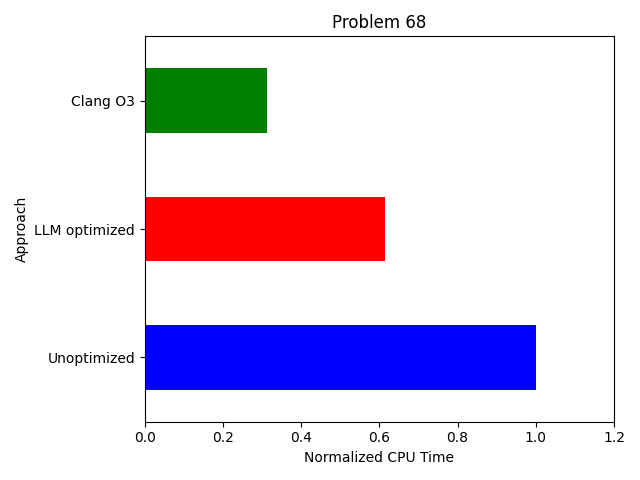 Problem 68
Approach
Clang O3
LLM optimized
Unoptimized
0.0 0.2 0.4 0.6 0.8 1.0 1.2
Normalized CPU Time